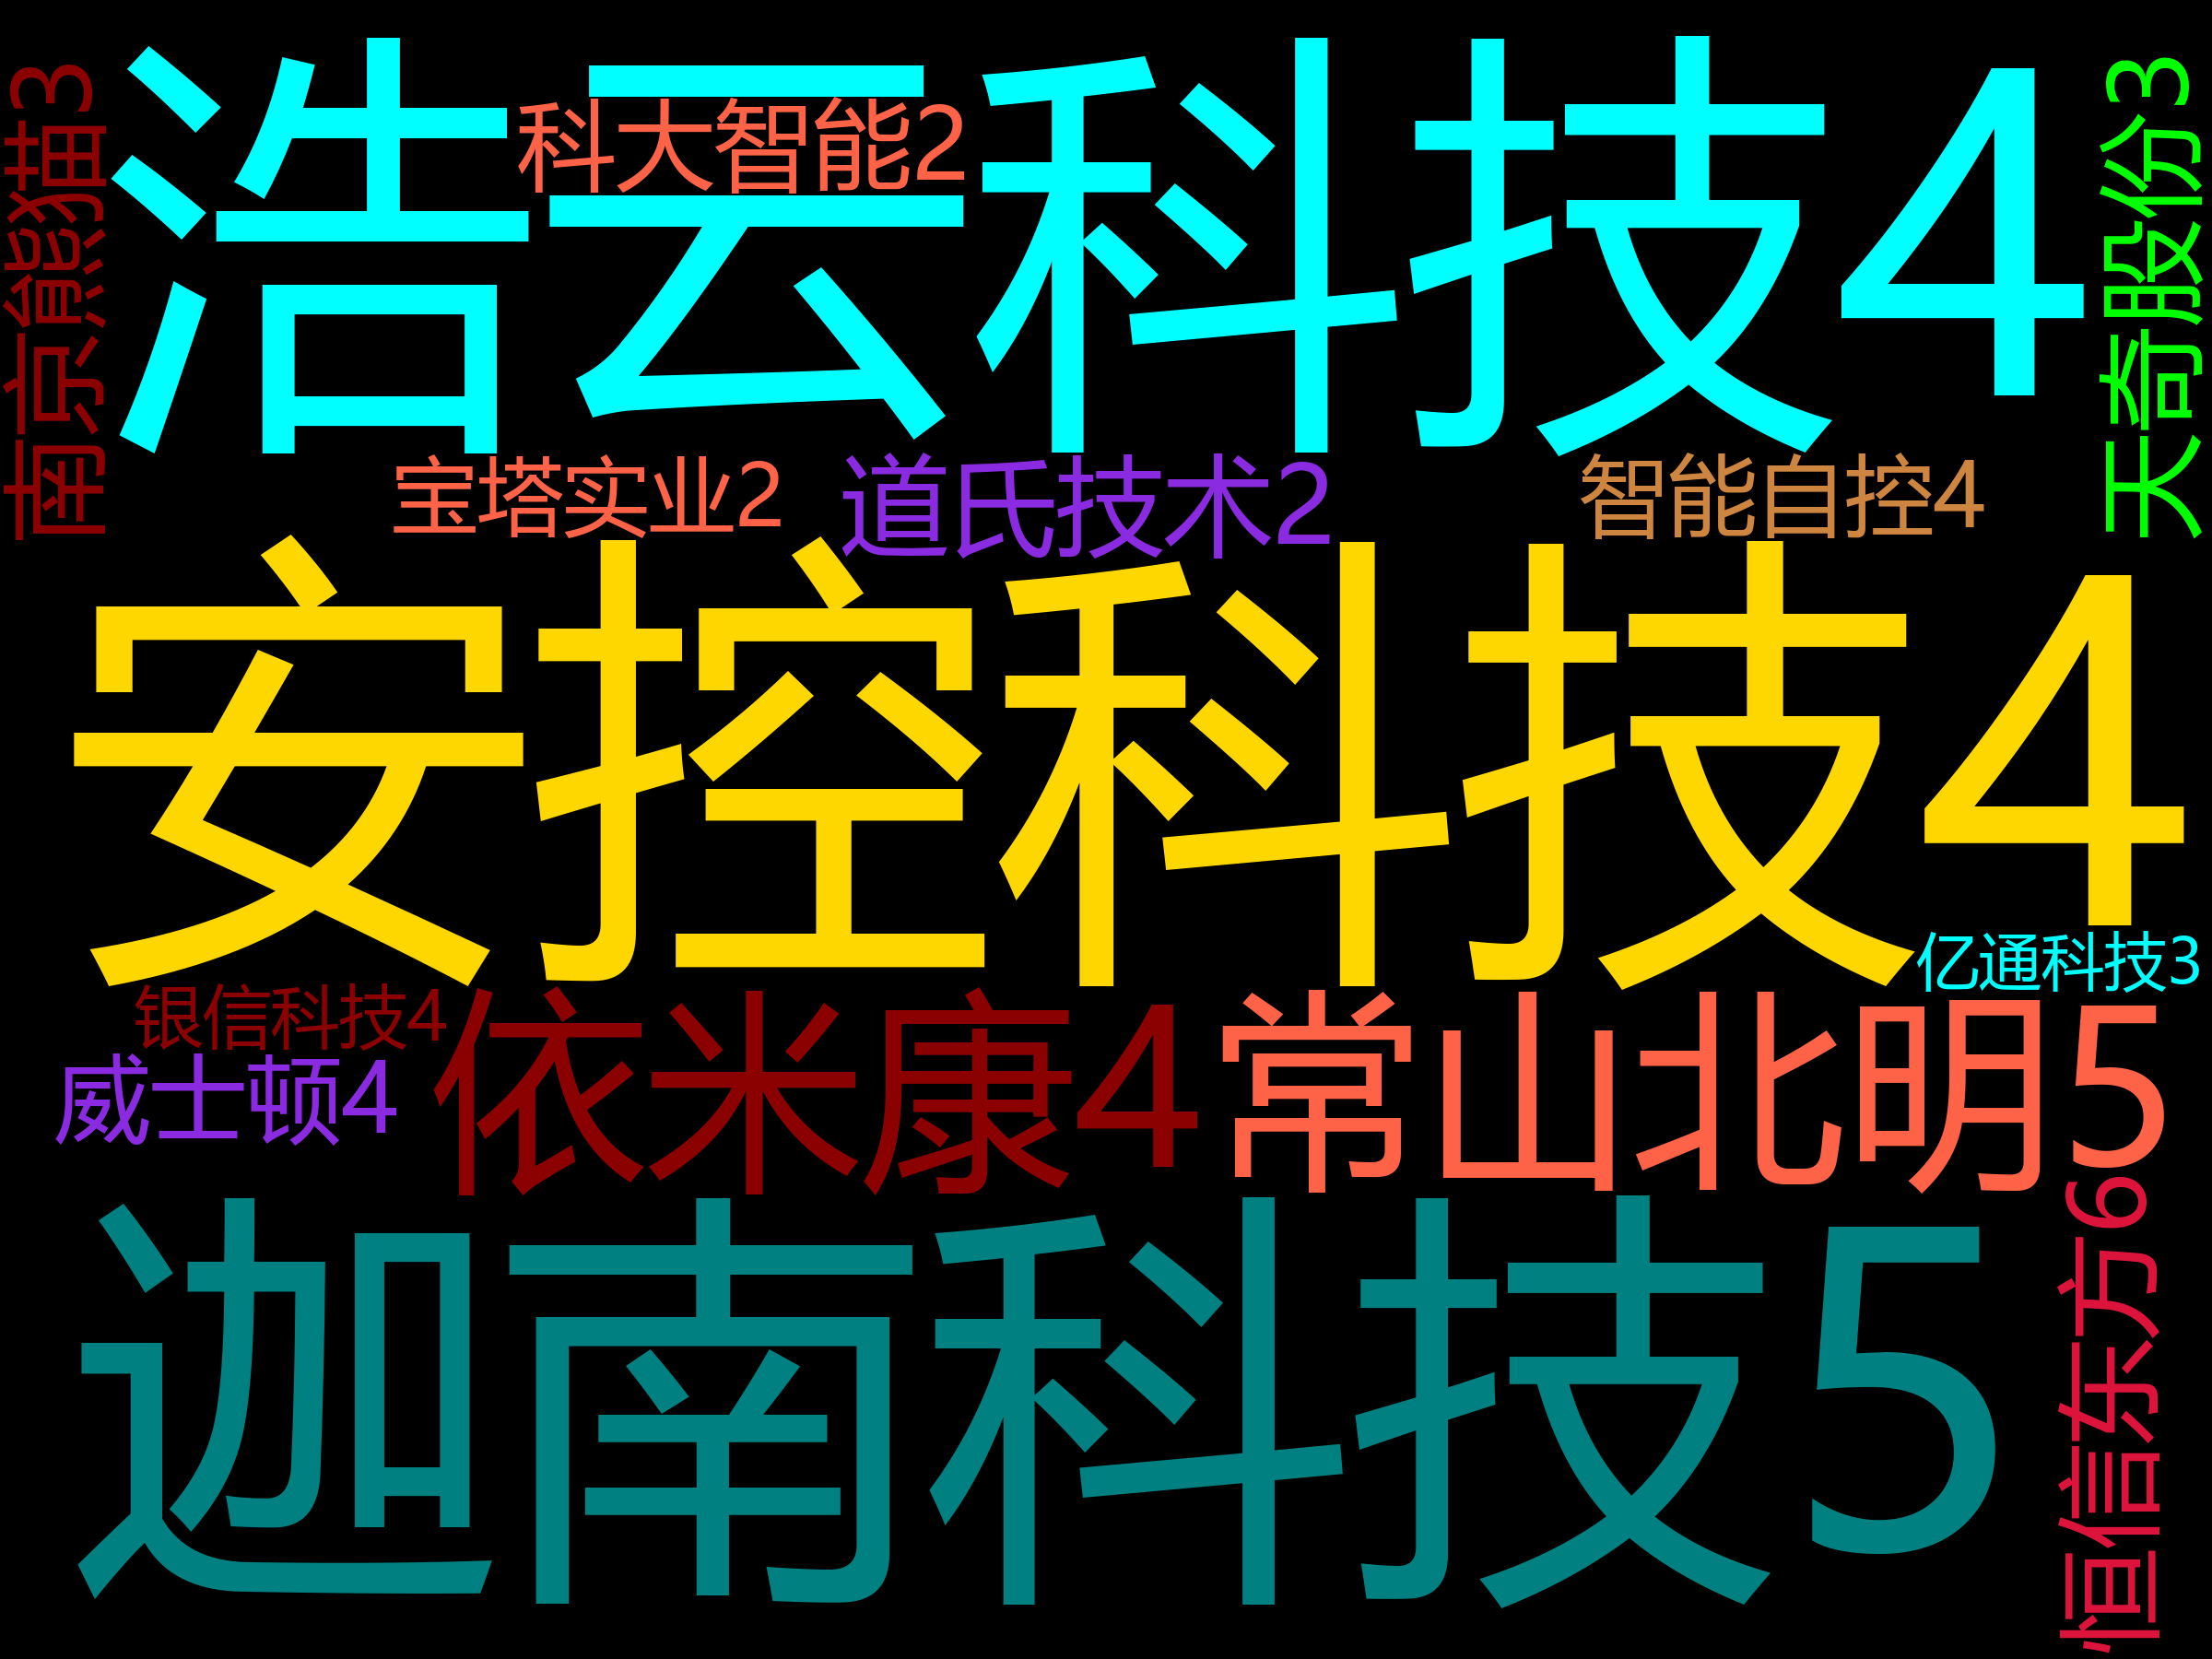 南京熊猫3
浩云科技4
科大智能2
天奇股份3
宝塔实业2
道氏技术2
智能自控4
安控科技4
亿通科技3
银信科技4
威士顿4
依米康4
常山北明5
迦南科技5
恒信东方6